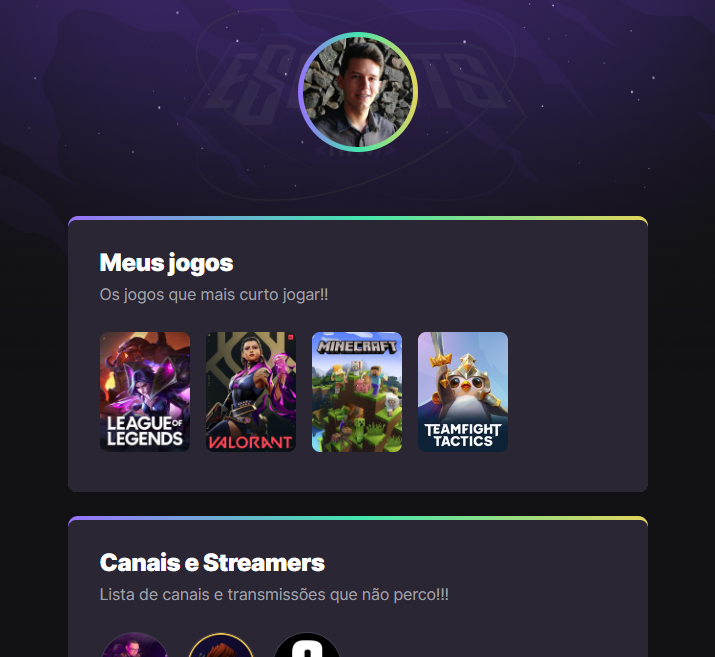 ESPORTS
Meus jogos
Os jogos que mais curto jogar!!
LEAGUE OF
LEGENDS
VALORANT
MINECRAFT
TEAMFIGHT
TACTICS
Canais e Streamers
Lista de canais e transmissões que não perco!!!